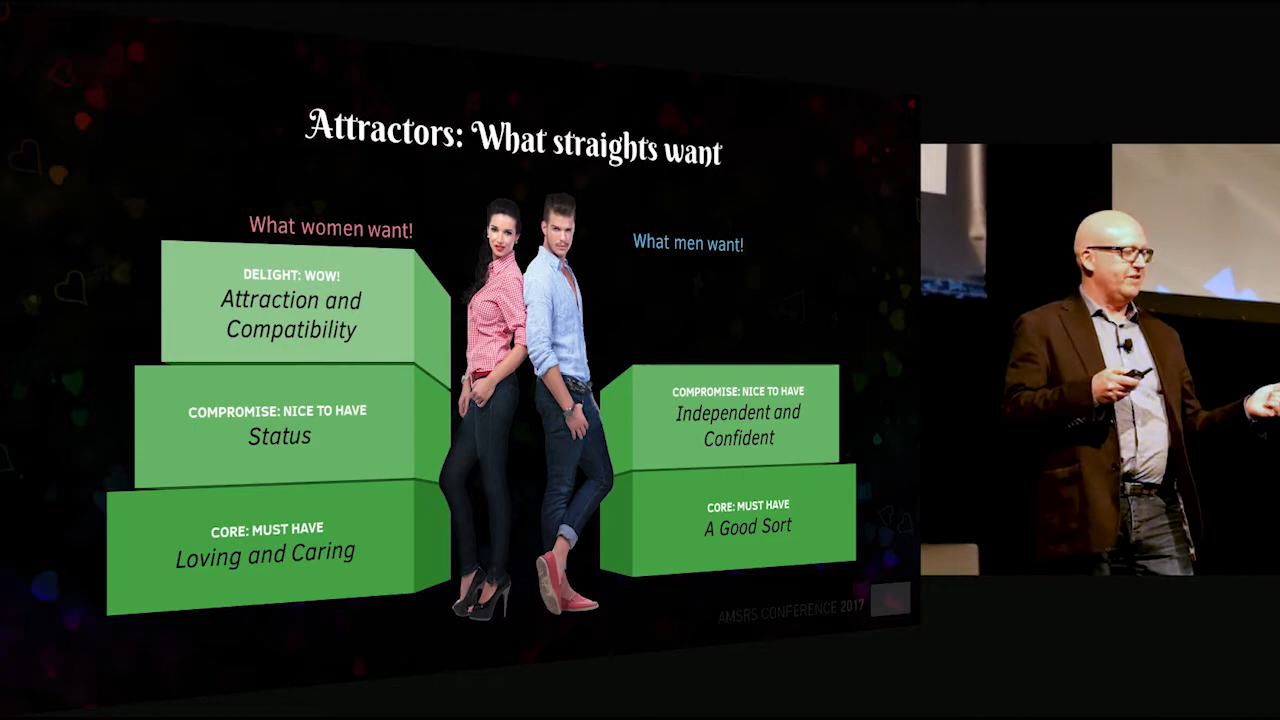 Attractors: What straights want
What women want!
DELIGHT: WOW!
Attraction and
Compatibility
COMPROMISE: NICE TO HAVE
Status
CORE: MUST HAVE
Loving and Caring
What men want!
COMPROMISE: NICE TO HAVE
Independent and
Confident
CORE: MUST HAVE
A Good Sort
AMSRS CONFERENCE 2017